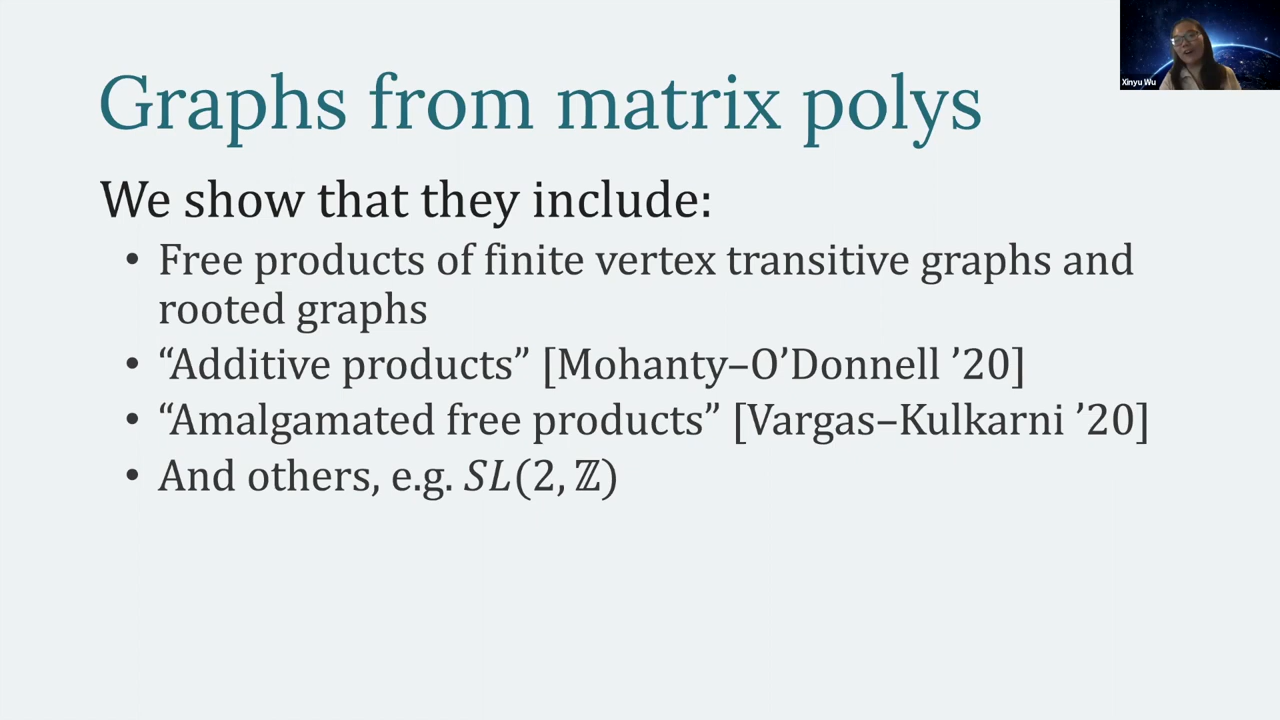 Xinyu Wu
Graphs from matrix polys
We show that they include:
• Free products of finite vertex transitive graphs and
rooted graphs
• “Additive products” [Mohanty–O’Donnell ’20]
• “Amalgamated free products” [Vargas–Kulkarni ’20]
• And others, e.g. 𝑆𝐿(2, ℤ)